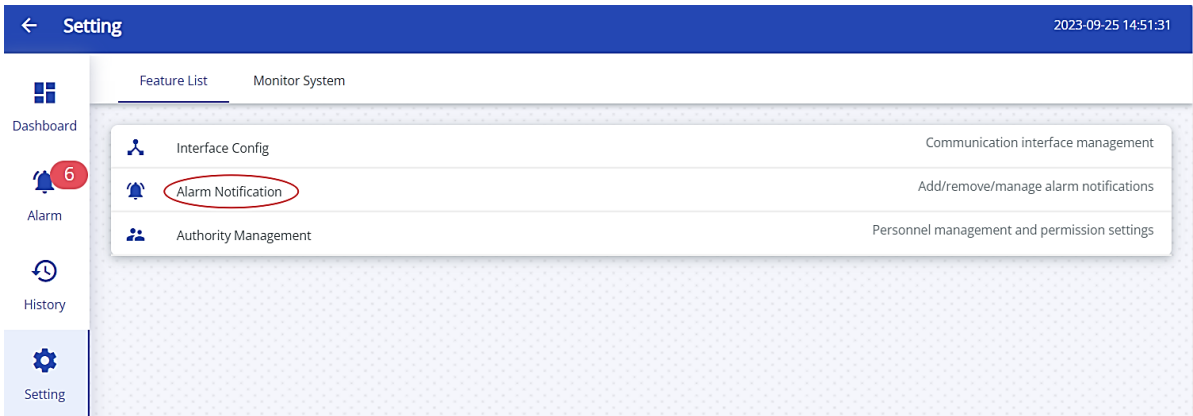 Setting
2023-09-25 14:51:31
Feature List
Monitor System
Dashboard
6
Alarm
History
Setting
Interface Config
Communication interface management
Alarm Notification
Add/remove/manage alarm notifications
Authority Management
Personnel management and permission settings